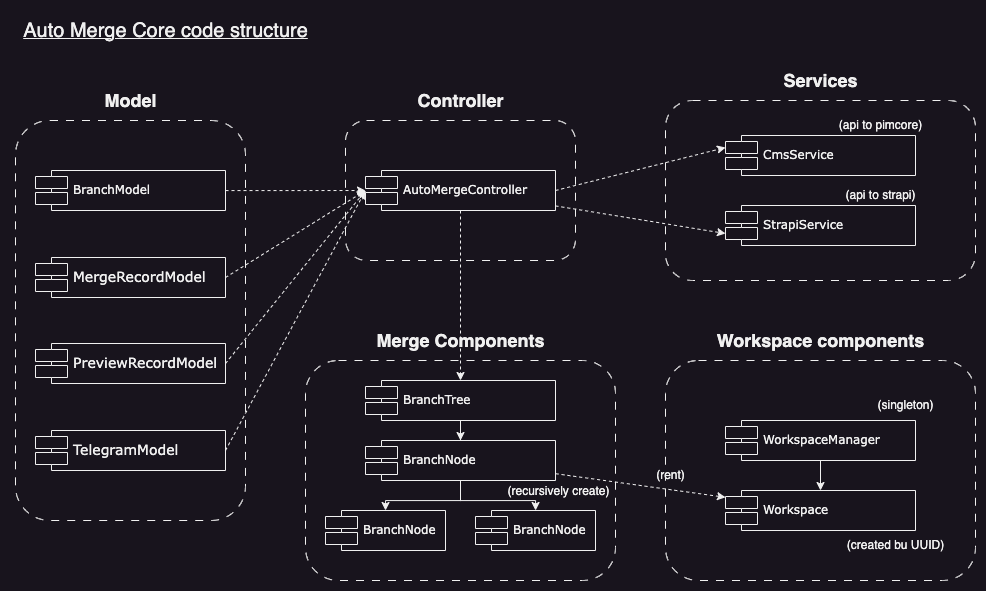 Auto Merge Core code structure
Model
BranchModel
MergeRecordModel
PreviewRecordModel
TelegramModel
Controller
AutoMergeController
Services
(api to pimcore)
CmsService
(api to strapi)
StrapiService
Merge Components
BranchTree
BranchNode
(recursively create)
BranchNode
BranchNode
(rent)
Workspace components
(singleton)
WorkspaceManager
Workspace
(created bu UUID)